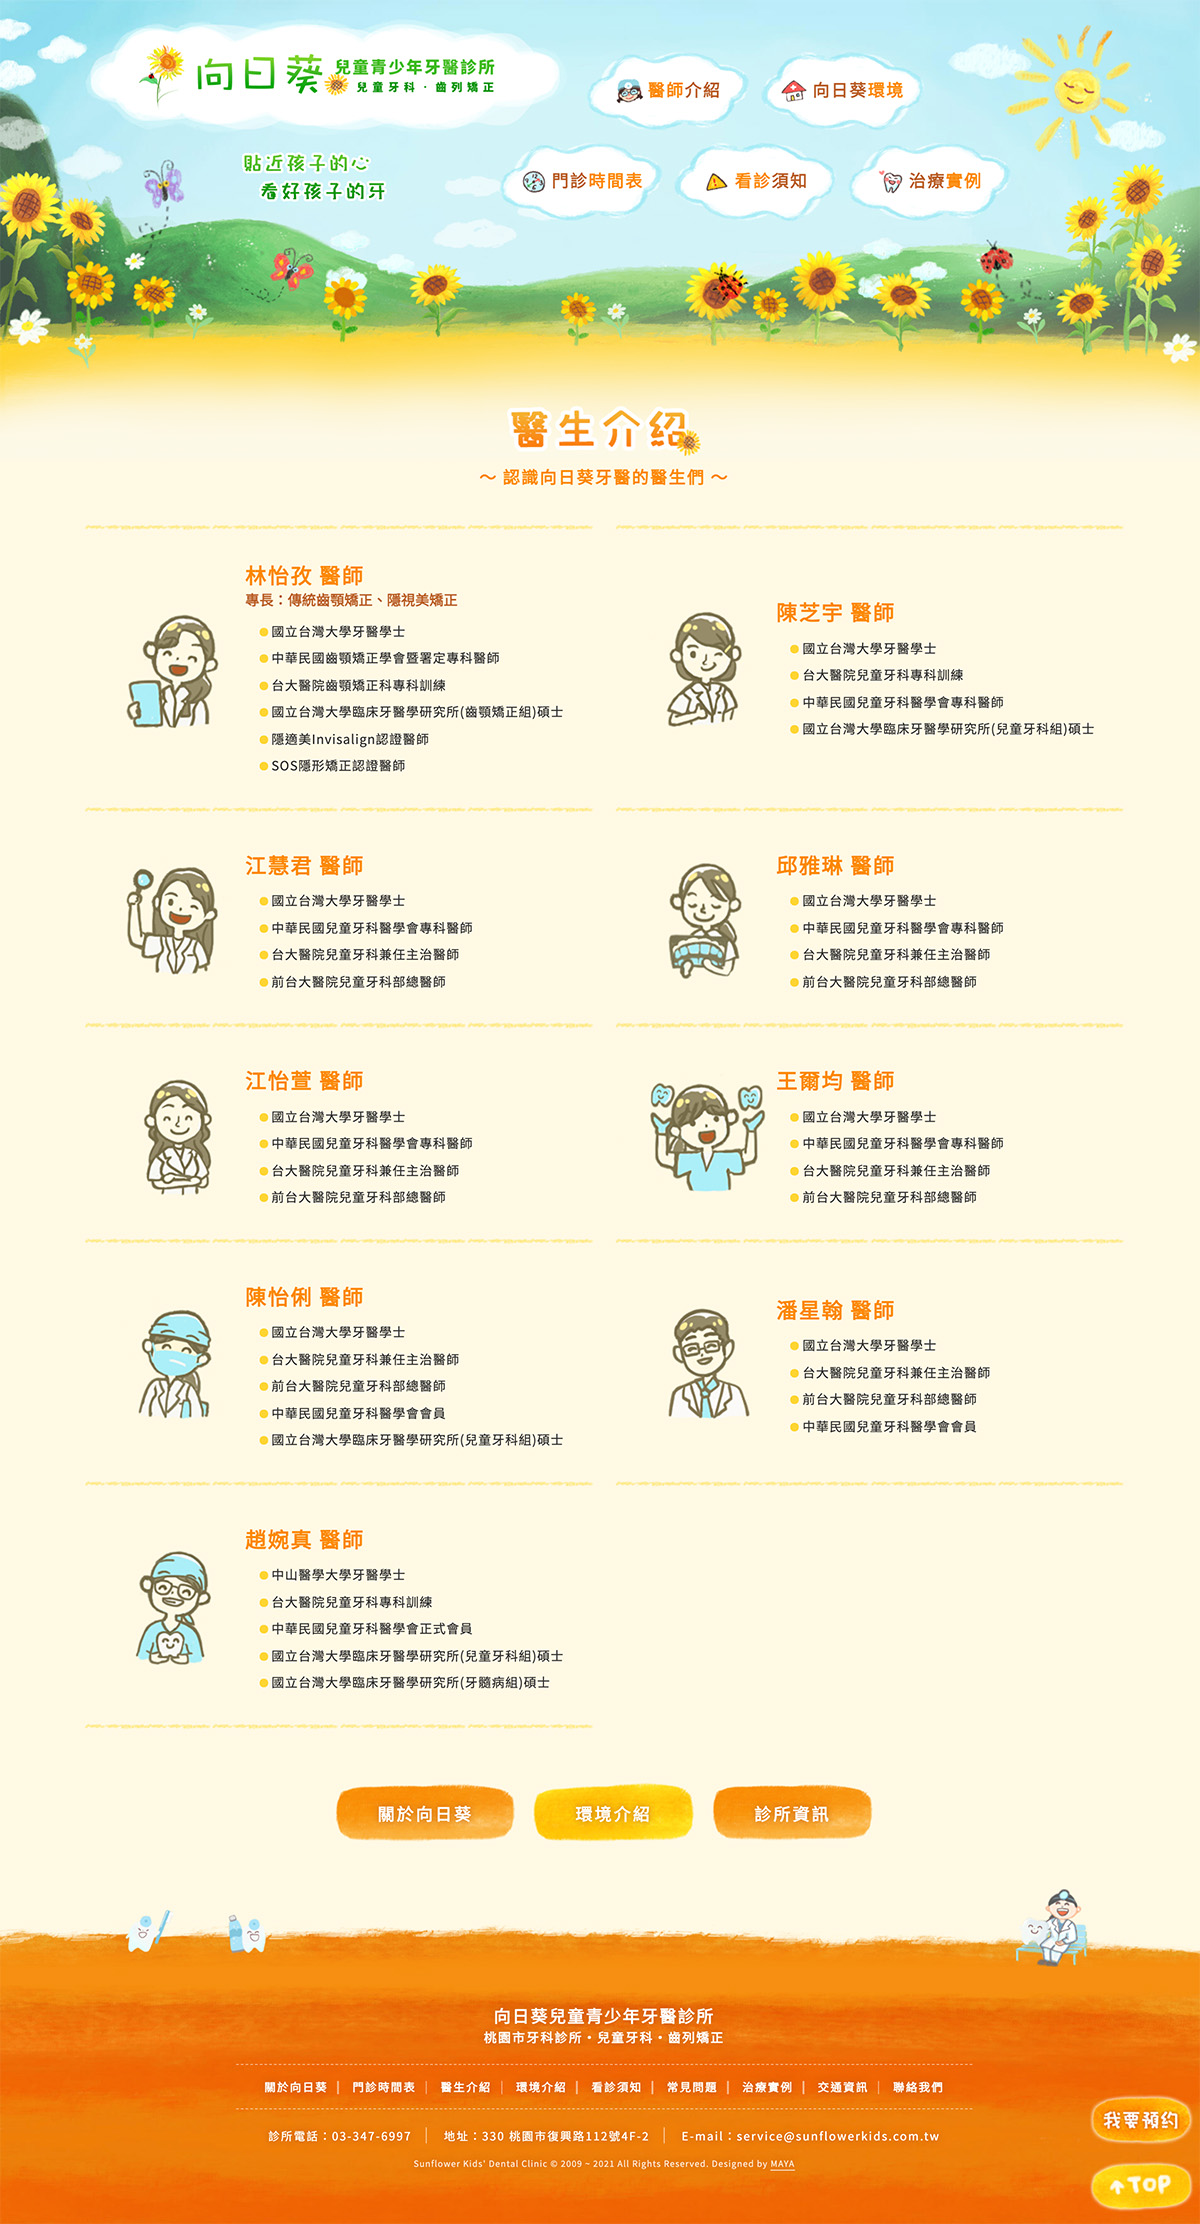 向日葵 兒童青少年牙醫診所
兒童牙科・齒列矯正
醫師介紹
向日葵環境
貼近孩子的心
看好孩子的牙
門診時間表
看診須知
治療實例
醫生介紹
～ 認識向日葵牙醫的醫生們 ～
林怡孜 醫師
專長：傳統齒顎矯正、隱視美矯正
國立台灣大學牙醫學士
中華民國齒顎矯正學會暨署定專科醫師
台大醫院齒顎矯正科專科訓練
國立台灣大學臨床牙醫學研究所(齒顎矯正組)碩士
隱適美Invisalign認證醫師
SOS隱形矯正認證醫師
陳芝宇 醫師
國立台灣大學牙醫學士
台大醫院兒童牙科專科訓練
中華民國兒童牙科醫學會專科醫師
國立台灣大學臨床牙醫學研究所(兒童牙科組)碩士
江慧君 醫師
國立台灣大學牙醫學士
中華民國兒童牙科醫學會專科醫師
台大醫院兒童牙科兼任主治醫師
前台大醫院兒童牙科部總醫師
邱雅琳 醫師
國立台灣大學牙醫學士
中華民國兒童牙科醫學會專科醫師
台大醫院兒童牙科兼任主治醫師
前台大醫院兒童牙科部總醫師
江怡萱 醫師
國立台灣大學牙醫學士
中華民國兒童牙科醫學會專科醫師
台大醫院兒童牙科兼任主治醫師
前台大醫院兒童牙科部總醫師
王爾均 醫師
國立台灣大學牙醫學士
中華民國兒童牙科醫學會專科醫師
台大醫院兒童牙科兼任主治醫師
前台大醫院兒童牙科部總醫師
陳怡俐 醫師
國立台灣大學牙醫學士
台大醫院兒童牙科兼任主治醫師
前台大醫院兒童牙科部總醫師
中華民國兒童牙科醫學會會員
國立台灣大學臨床牙醫學研究所(兒童牙科組)碩士
潘星翰 醫師
國立台灣大學牙醫學士
台大醫院兒童牙科兼任主治醫師
前台大醫院兒童牙科部總醫師
中華民國兒童牙科醫學會會員
趙婉真 醫師
中山醫學大學牙醫學士
台大醫院兒童牙科專科訓練
中華民國兒童牙科醫學會正式會員
國立台灣大學臨床牙醫學研究所(兒童牙科組)碩士
國立台灣大學臨床牙醫學研究所(牙髓病組)碩士
關於向日葵
環境介紹
診所資訊
向日葵兒童青少年牙醫診所
桃園市牙科診所・兒童牙科・齒列矯正
關於向日葵｜門診時間表｜醫生介紹｜環境介紹｜看診須知｜常見問題｜治療實例｜交通資訊｜聯絡我們
診所電話：03-347-6997｜地址：330 桃園市復興路112號4F-2｜E-mail：service@sunflowerkids.com.tw
Sunflower Kids' Dental Clinic © 2009 ~ 2021 All Rights Reserved. Designed by MAYA
我要預約
TOP